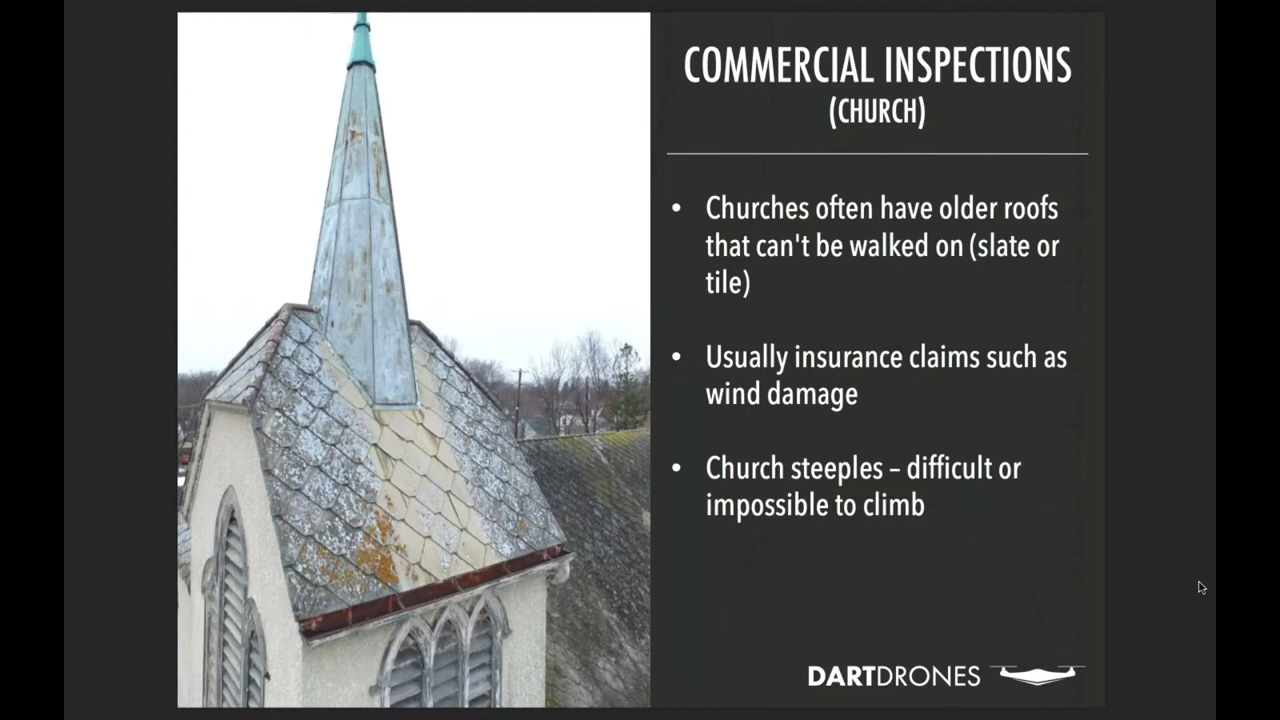 COMMERCIAL INSPECTIONS
(CHURCH)
• Churches often have older roofs
that can't be walked on (slate or
tile)
• Usually insurance claims such as
wind damage
• Church steeples – difficult or
impossible to climb
DARTDRONES